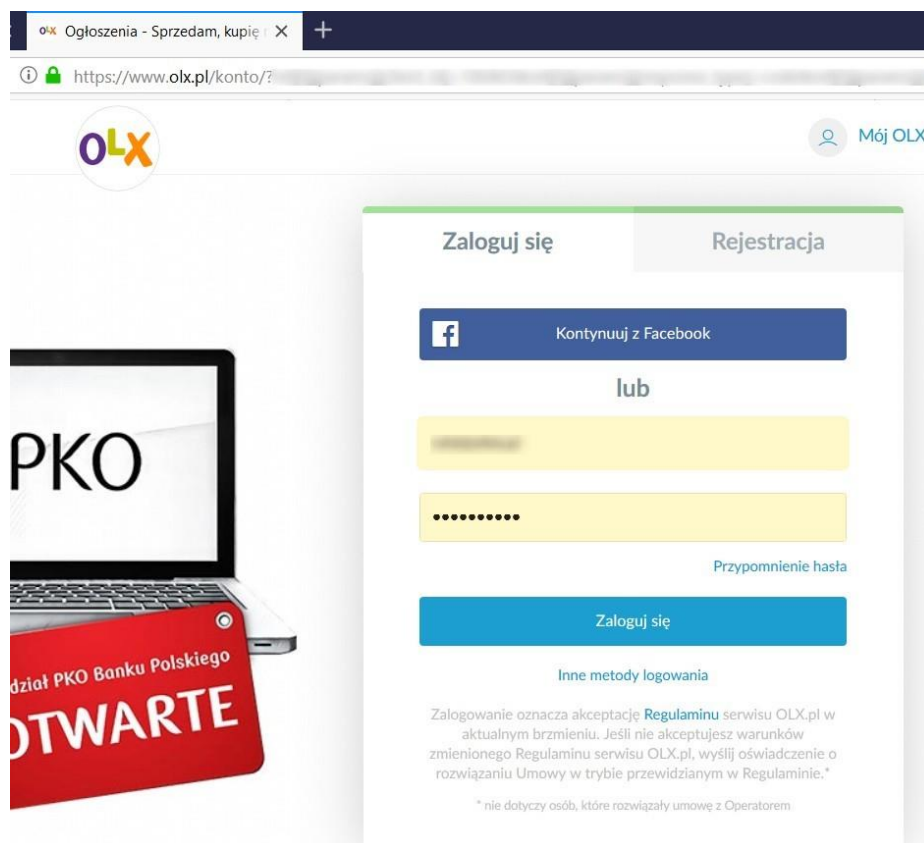 OLX Ogłoszenia - Sprzedam, kupię
https://www.olx.pl/konto/?
OLX
Mój OLX
Zaloguj się
Rejestracja
Kontynuuj z Facebook
lub
PKO
••••••••••
Przypomnienie hasła
Zaloguj się
dział PKO Banku Polskiego
OTWARTE
Inne metody logowania
Zalogowanie oznacza akceptację Regulaminu serwisu OLX.pl w
aktualnym brzmieniu. Jeśli nie akceptujesz warunków
zmienionego Regulaminu serwisu OLX.pl, wyślij oświadczenie o
rozwiązaniu Umowy w trybie przewidzianym w Regulaminie.*
* nie dotyczy osób, które rozwiązały umowę z Operatorem